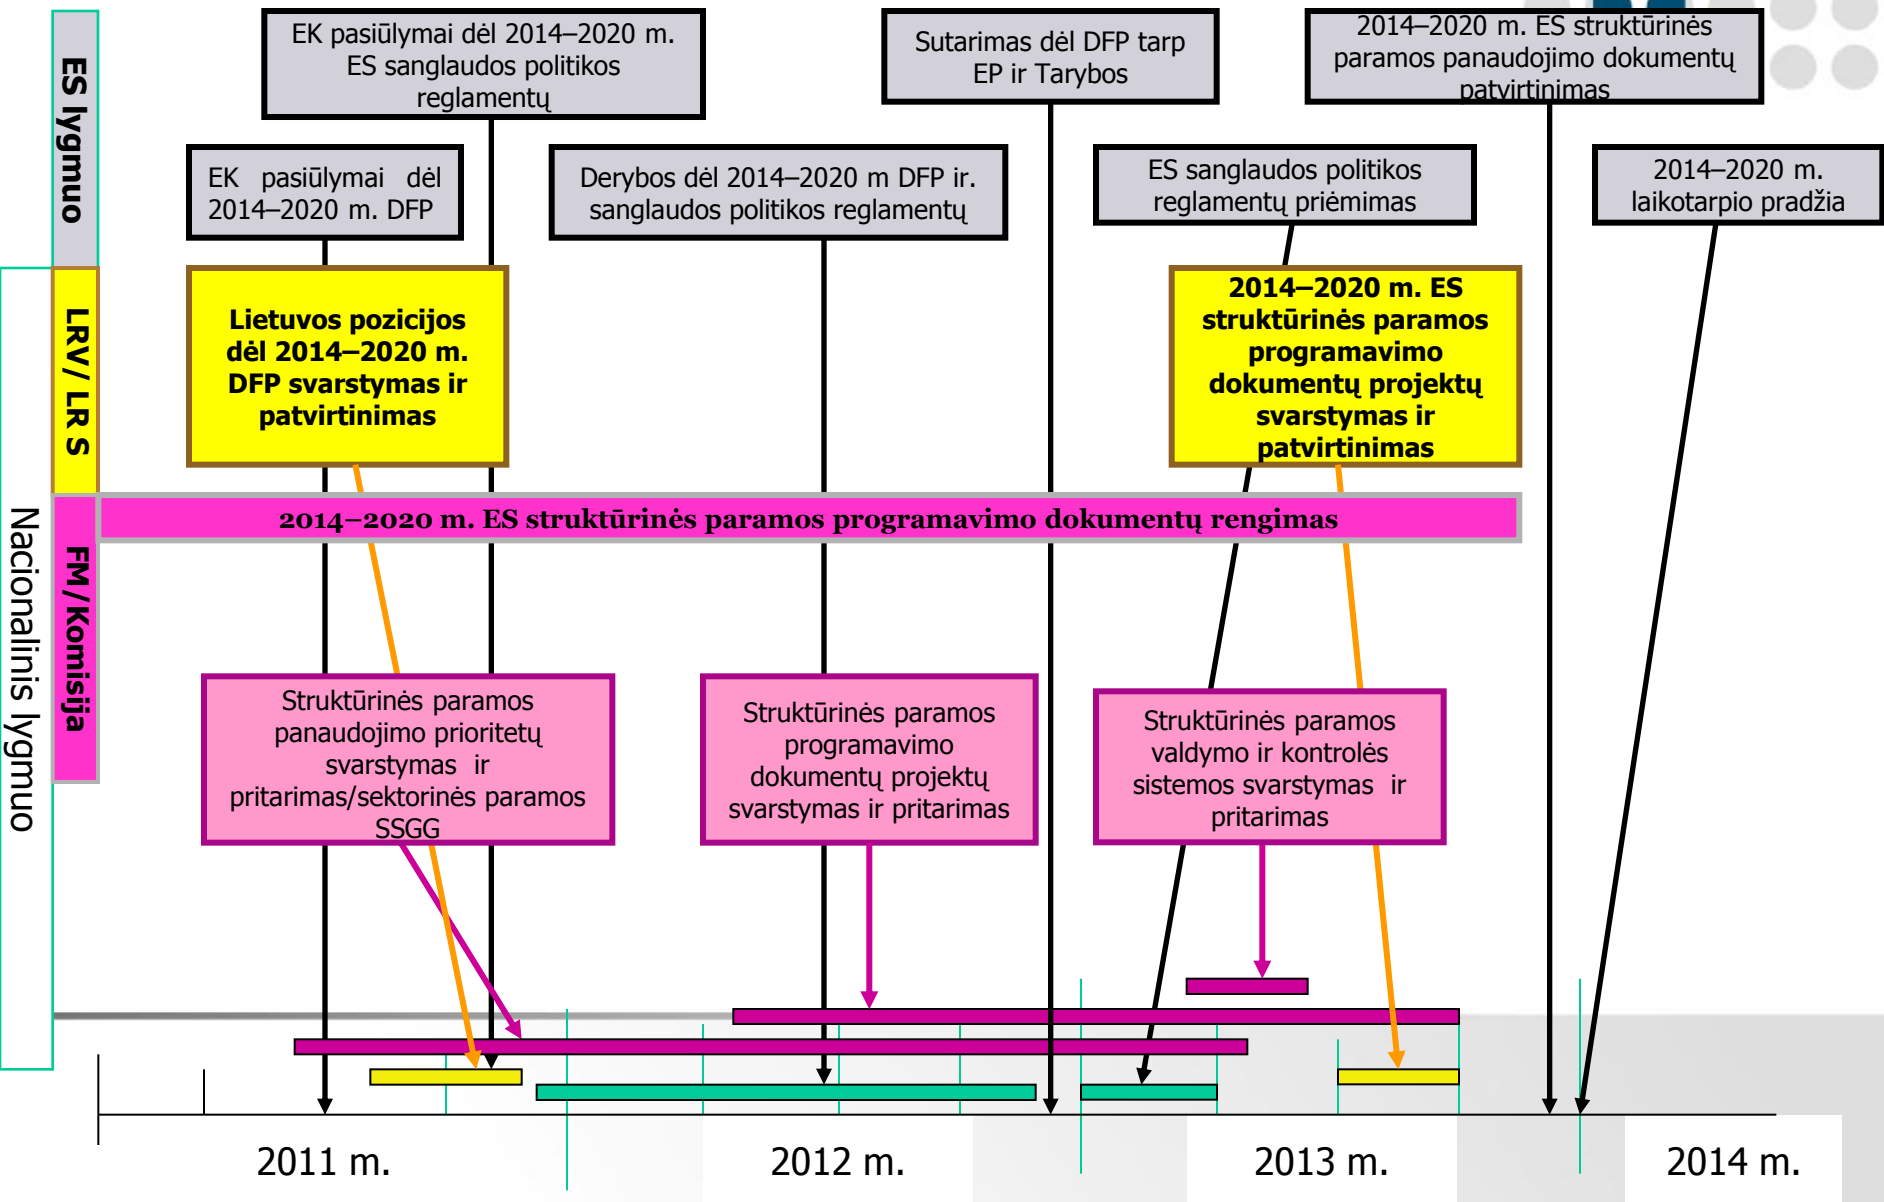 EK pasiūlymai dėl 2014–2020 m.
ES sanglaudos politikos
reglamentų
Sutarimas dėl DFP tarp
EP ir Tarybos
2014–2020 m. ES struktūrinės
paramos panaudojimo dokumentų
patvirtinimas
ES lygmuo
EK pasiūlymai dėl
2014–2020 m. DFP
Derybos dėl 2014–2020 m DFP ir.
sanglaudos politikos reglamentų
ES sanglaudos politikos
reglamentų priėmimas
2014–2020 m.
laikotarpio pradžia
Nacionalinis lygmuo
LRV/ LR S
Lietuvos pozicijos
dėl 2014–2020 m.
DFP svarstymas ir
patvirtinimas
2014–2020 m. ES
struktūrinės paramos
programavimo
dokumentų projektų
svarstymas ir
patvirtinimas
FM/Komisija
2014–2020 m. ES struktūrinės paramos programavimo dokumentų rengimas
Struktūrinės paramos
panaudojimo prioritetų
svarstymas ir
pritarimas/sektorinės paramos
SSGG
Struktūrinės paramos
programavimo
dokumentų projektų
svarstymas ir pritarimas
Struktūrinės paramos
valdymo ir kontrolės
sistemos svarstymas ir
pritarimas
2011 m.
2012 m.
2013 m.
2014 m.